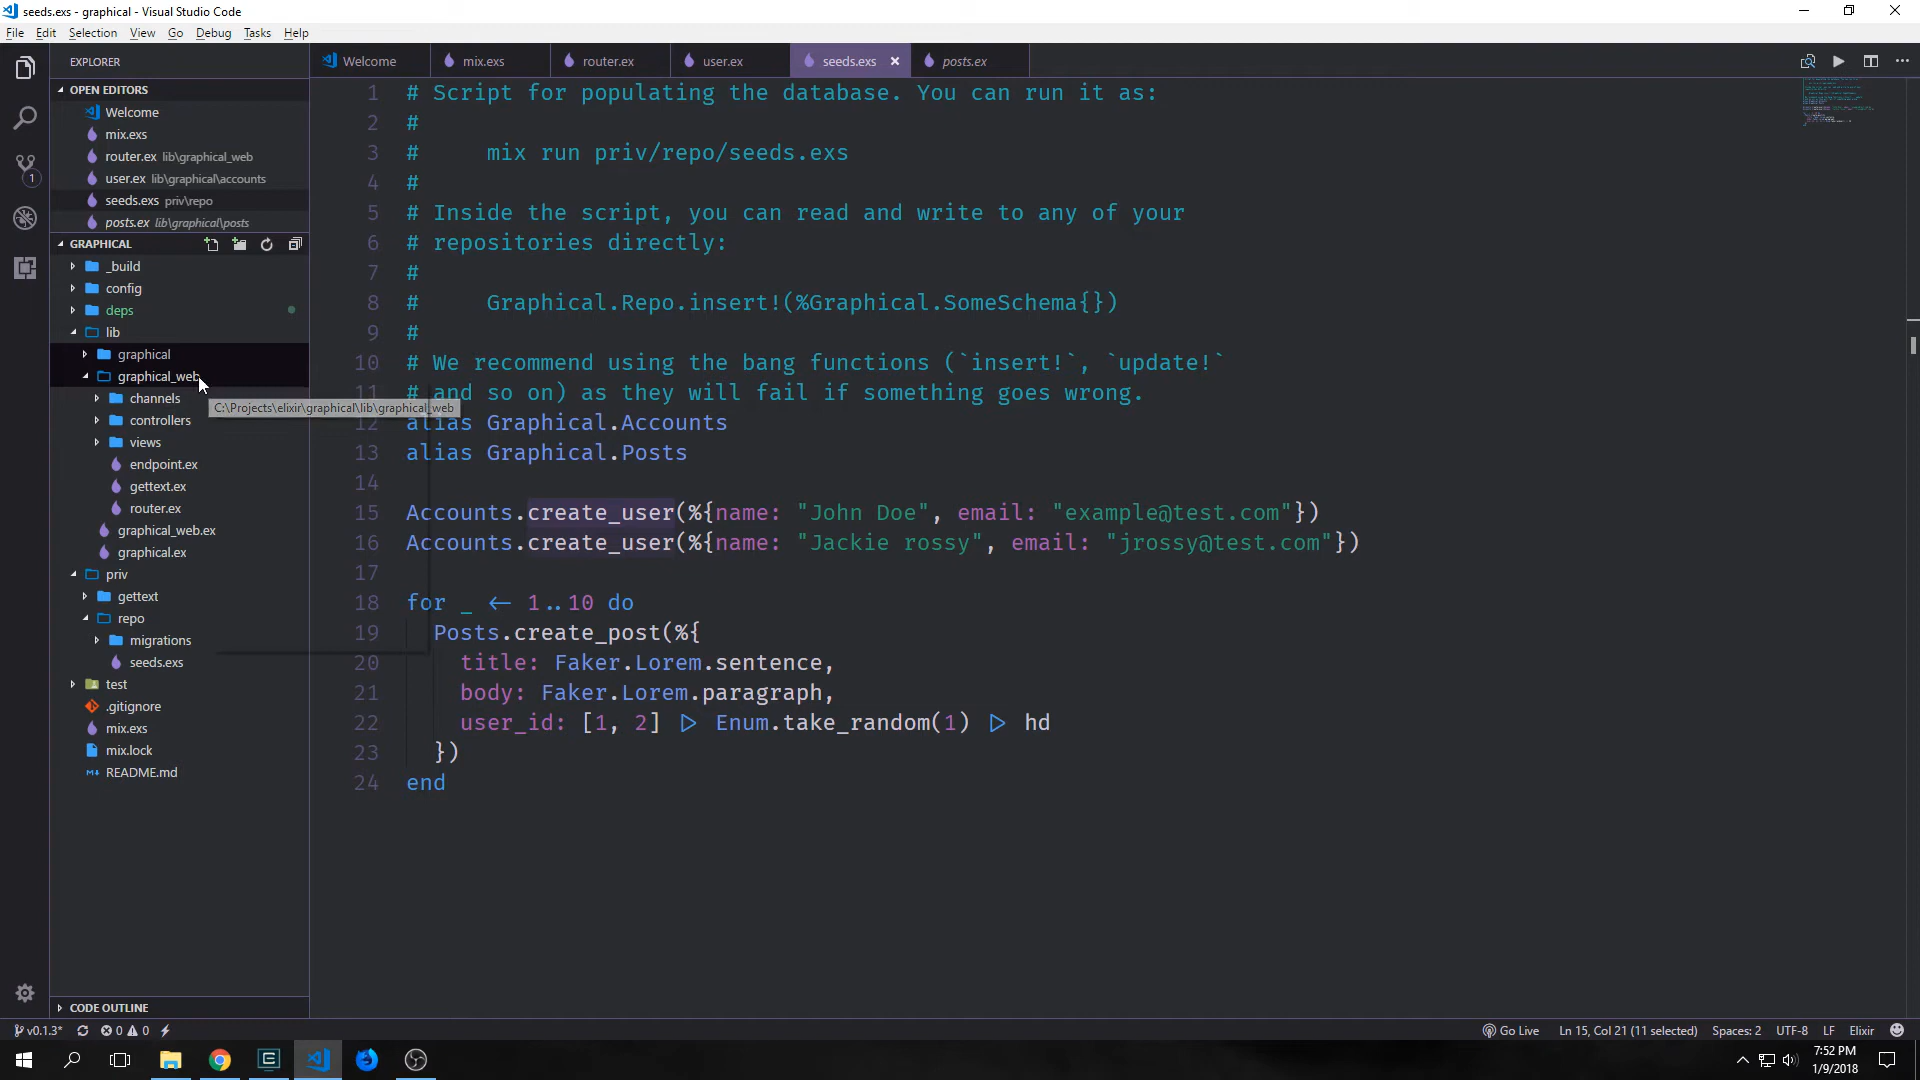 seeds.exs - graphical - Visual Studio Code
File Edit Selection View Go Debug Tasks Help
EXPLORER
Welcome mix.exs router.ex user.ex seeds.exs × posts.ex
OPEN EDITORS
Welcome
mix.exs
router.ex lib\graphical_web
user.ex lib\graphical\accounts
seeds.exs priv\repo
posts.ex lib\graphical\posts
GRAPHICAL
_build
config
deps
lib
graphical
graphical_web
channels
controllers
views
endpoint.ex
gettext.ex
router.ex
graphical_web.ex
graphical.ex
priv
gettext
repo
migrations
seeds.exs
test
.gitignore
mix.exs
mix.lock
README.md
CODE OUTLINE
1
C:\Projects\elixir\graphical\lib\graphical_web
1 # Script for populating the database. You can run it as:
2 #
3 #     mix run priv/repo/seeds.exs
4 #
5 # Inside the script, you can read and write to any of your
6 # repositories directly:
7 #
8 #     Graphical.Repo.insert!(%Graphical.SomeSchema{})
9 #
10 # We recommend using the bang functions (`insert!`, `update!`
11 # and so on) as they will fail if something goes wrong.
12 alias Graphical.Accounts
13 alias Graphical.Posts
14
15 Accounts.create_user(%{name: "John Doe", email: "example@test.com"})
16 Accounts.create_user(%{name: "Jackie rossy", email: "jrossy@test.com"})
17
18 for _ <- 1..10 do
19   Posts.create_post(%{
20     title: Faker.Lorem.sentence,
21     body: Faker.Lorem.paragraph,
22     user_id: [1, 2] |> Enum.take_random(1) |> hd
23   })
24 end
v0.1.3* 0 0 Go Live Ln 15, Col 21 (11 selected) Spaces: 2 UTF-8 LF Elixir
7:52 PM
1/9/2018